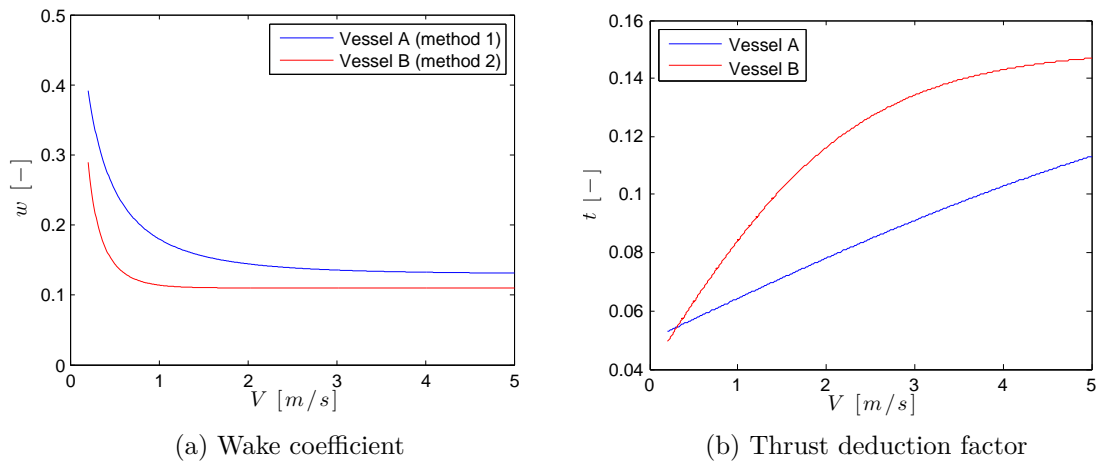 0.5
0.4
0.3
0.2
0.1
0
w [−]
0 1 2 3 4 5
V [m/s]
Vessel A (method 1)
Vessel B (method 2)
(a) Wake coefficient
0.16
0.14
0.12
0.1
0.08
0.06
0.04
t [−]
0 1 2 3 4 5
V [m/s]
Vessel A
Vessel B
(b) Thrust deduction factor